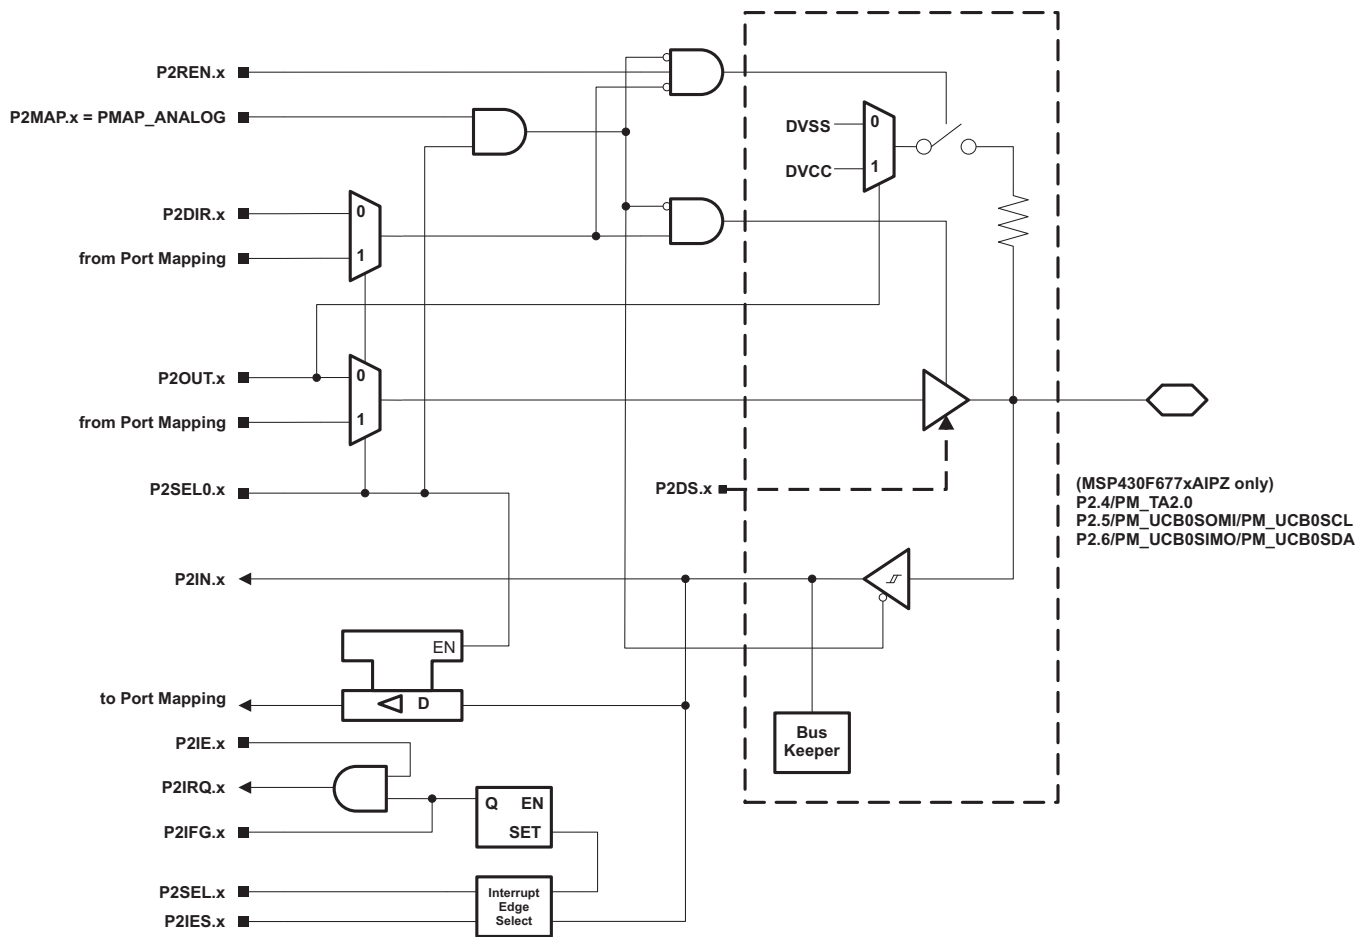 P2REN.x
P2MAP.x = PMAP_ANALOG
DVSS
0
DVCC
1
P2DIR.x
0
from Port Mapping
1
P2OUT.x
0
from Port Mapping
1
P2SEL0.x
P2DS.x
(MSP430F677xAIPZ only)
P2.4/PM_TA2.0
P2.5/PM_UCB0SOMI/PM_UCB0SCL
P2.6/PM_UCB0SIMO/PM_UCB0SDA
P2IN.x
EN
to Port Mapping
D
Bus
Keeper
P2IE.x
P2IRQ.x
Q EN
SET
P2IFG.x
P2SEL.x
P2IES.x
Interrupt
Edge
Select